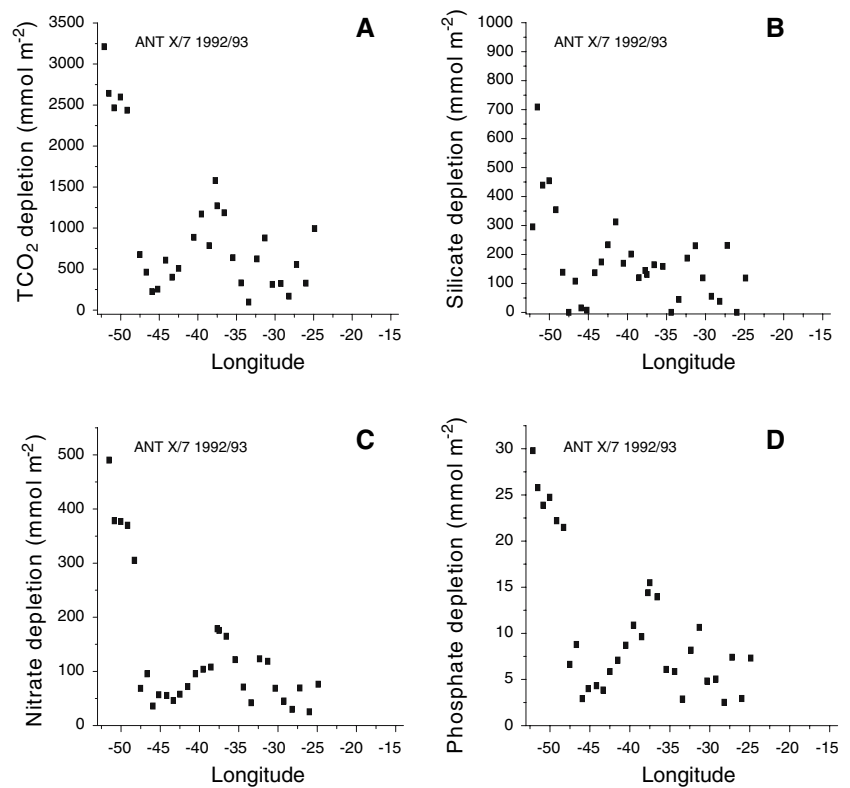 A
ANT X/7 1992/93
TCO2 depletion (mmol m-2)
3500
3000
2500
2000
1500
1000
500
0
-50 -45 -40 -35 -30 -25 -20 -15
Longitude
B
ANT X/7 1992/93
Silicate depletion (mmol m-2)
1000
900
800
700
600
500
400
300
200
100
0
-50 -45 -40 -35 -30 -25 -20 -15
Longitude
C
ANT X/7 1992/93
Nitrate depletion (mmol m-2)
500
400
300
200
100
0
-50 -45 -40 -35 -30 -25 -20 -15
Longitude
D
ANT X/7 1992/93
Phosphate depletion (mmol m-2)
30
25
20
15
10
5
0
-50 -45 -40 -35 -30 -25 -20 -15
Longitude